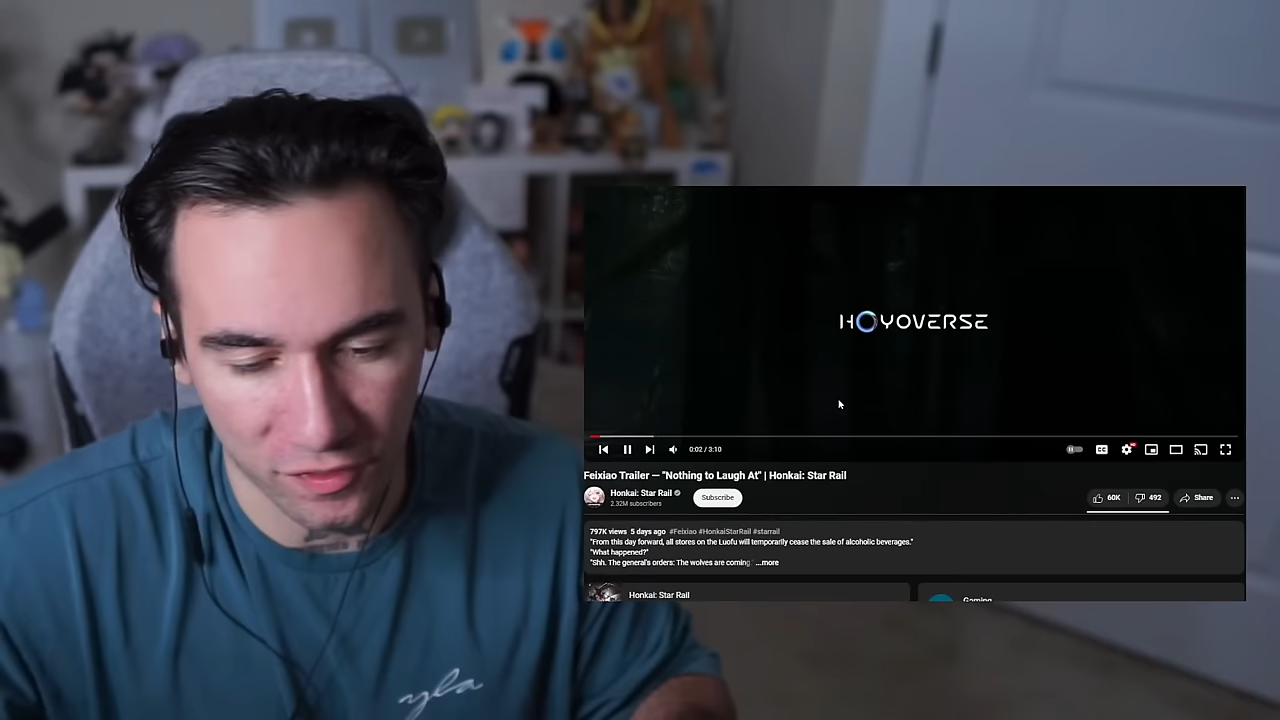 HOYOVERSE
0:02 / 3:10
Feixiao Trailer — "Nothing to Laugh At" | Honkai: Star Rail
Honkai: Star Rail
2.32M subscribers
Subscribe
60K
492
Share
797K views 5 days ago #Feixiao #HonkaiStarRail #starrail
"From this day forward, all stores on the Luofu will temporarily cease the sale of alcoholic beverages."
"What happened?"
"Shh. The general's orders: The wolves are coming." ...more
Honkai: Star Rail
Gaming
yla